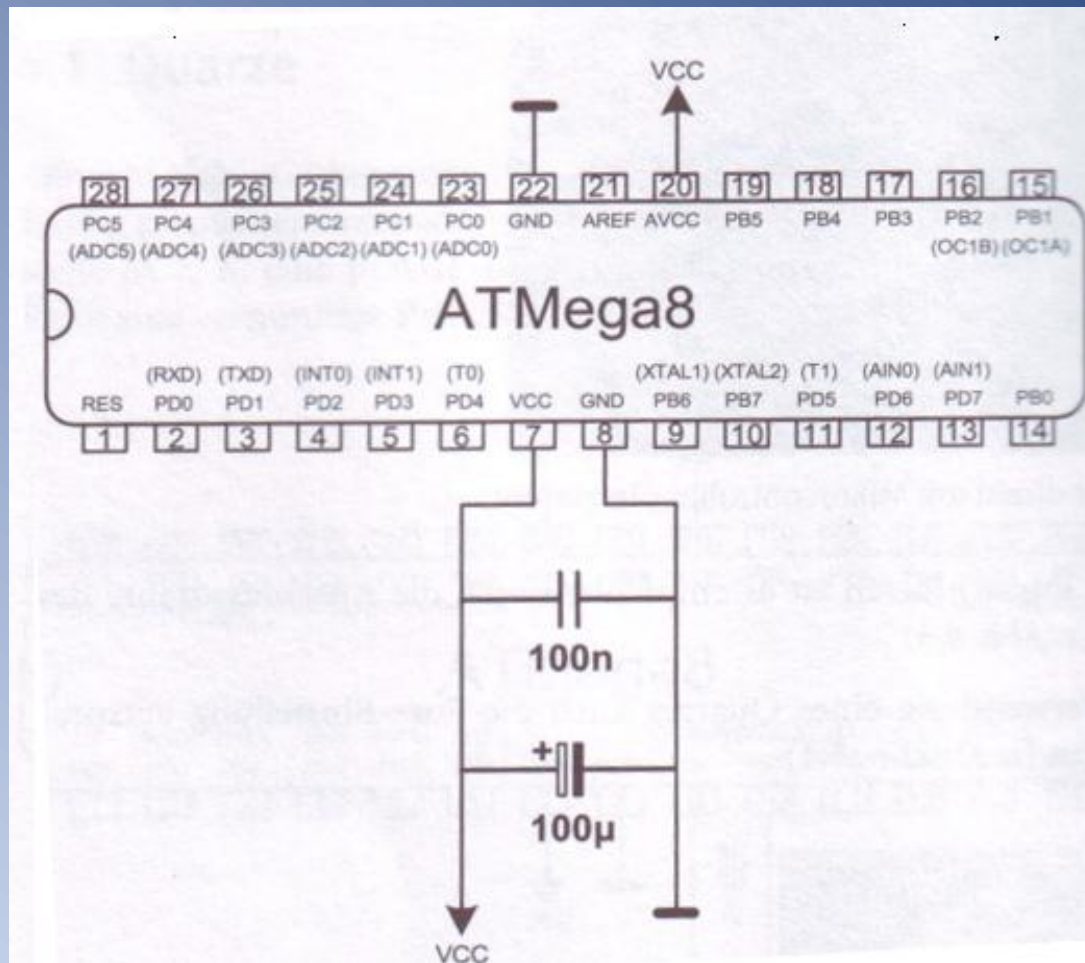 VCC
28 27 26 25 24 23 22 21 20 19 18 17 16 15
PC5 PC4 PC3 PC2 PC1 PC0 GND AREF AVCC PB5 PB4 PB3 PB2 PB1
(ADC5) (ADC4) (ADC3) (ADC2) (ADC1) (ADC0) (OC1B) (OC1A)
ATMega8
(RXD) (TXD) (INT0) (INT1) (T0) (XTAL1) (XTAL2) (T1) (AIN0) (AIN1)
RES PD0 PD1 PD2 PD3 PD4 VCC GND PB6 PB7 PD5 PD6 PD7 PB0
1 2 3 4 5 6 7 8 9 10 11 12 13 14
100n
+
100µ
VCC